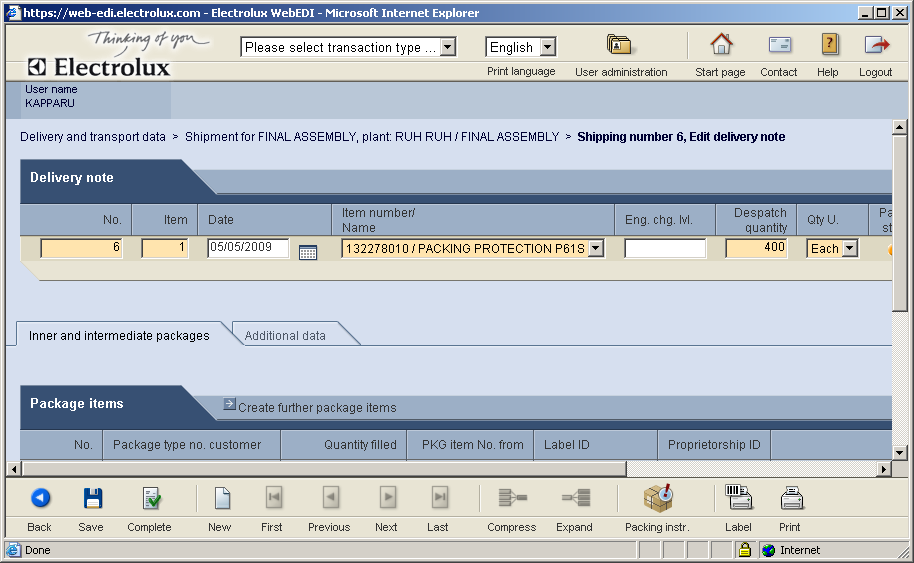 https://web-edi.electrolux.com - Electrolux WebEDI - Microsoft Internet Explorer
Thinking of you
Electrolux
Please select transaction type ...
English
Print language
User administration
Start page
Contact
Help
Logout
User name
KAPPARU
Delivery and transport data > Shipment for FINAL ASSEMBLY, plant: RUH RUH / FINAL ASSEMBLY > Shipping number 6, Edit delivery note
Delivery note
No.
Item
Date
Item number/
Name
Eng. chg. lvl.
Despatch
quantity
Qty U.
Pa
st
6
1
05/05/2009
132278010 / PACKING PROTECTION P61S
400
Each
Inner and intermediate packages
Additional data
Package items
Create further package items
No.
Package type no. customer
Quantity filled
PKG item No. from
Label ID
Proprietorship ID
Back
Save
Complete
New
First
Previous
Next
Last
Compress
Expand
Packing instr.
Label
Print
Done
Internet